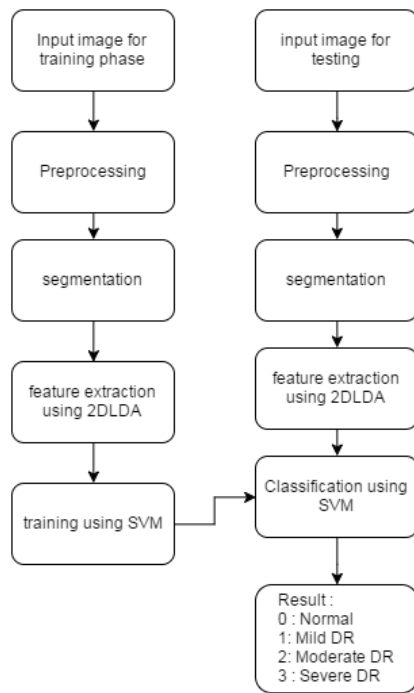 Input image for
training phase
Preprocessing
segmentation
feature extraction
using 2DLDA
training using SVM
input image for
testing
Preprocessing
segmentation
feature extraction
using 2DLDA
Classification using
SVM
Result :
0 : Normal
1: Mild DR
2: Moderate DR
3 : Severe DR